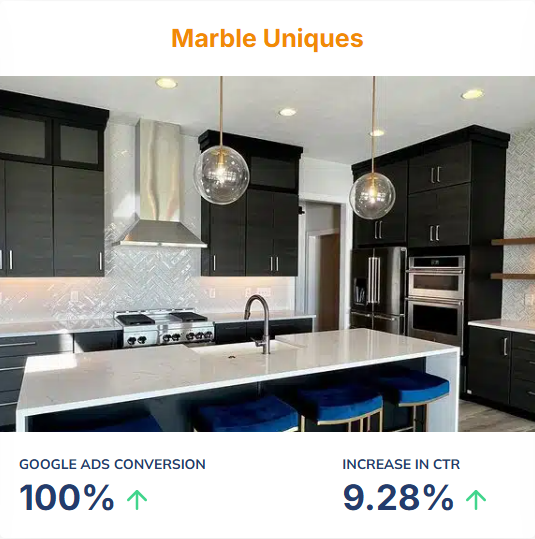 Marble Uniques
GOOGLE ADS CONVERSION
100% ↑
INCREASE IN CTR
9.28% ↑